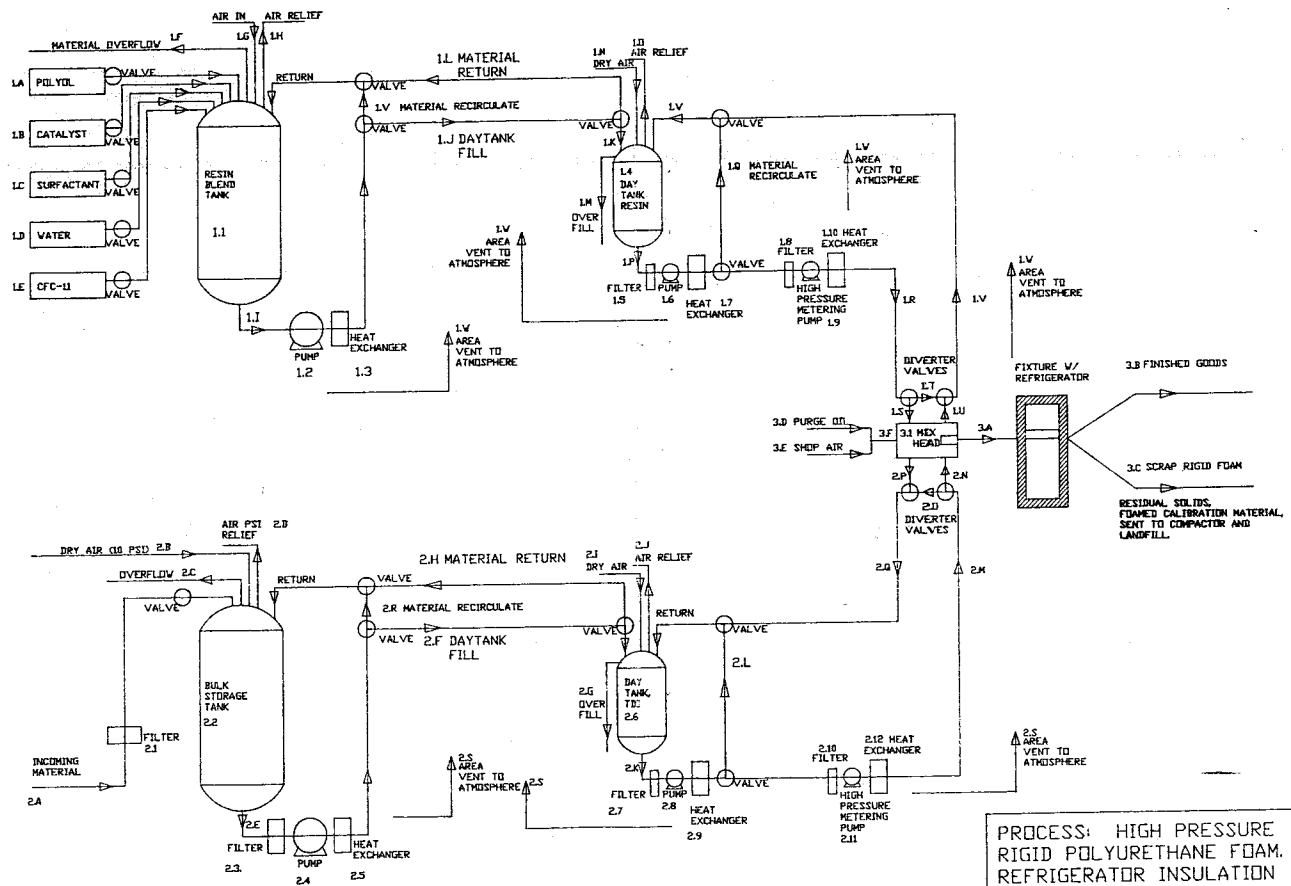 AIR IN
AIR RELIEF
1.F
1.G
1.H
MATERIAL OVERFLOW
1.A
POLYOL
VALVE
1.B
CATALYST
VALVE
1.C
SURFACTANT
VALVE
1.D
WATER
VALVE
1.E
CFC-11
VALVE
RETURN
RESIN
BLEND
TANK
1.1
1.I
PUMP
1.2
HEAT
EXCHANGER
1.3
1.W
AREA
VENT TO
ATMOSPHERE
VALVE
1.L MATERIAL
RETURN
1.V MATERIAL RECIRCULATE
VALVE
1.J DAYTANK
FILL
1.N
DRY AIR
AIR RELIEF
VALVE
1.K
1.V
VALVE
1.4
DAY
TANK
RESIN
1.M
OVER
FILL
1.P
1.Q MATERIAL
RECIRCULATE
1.W
AREA
VENT TO
ATMOSPHERE
1.W
AREA
VENT TO
ATMOSPHERE
FILTER
1.5
PUMP
1.6
HEAT 1.7
EXCHANGER
VALVE
1.8
FILTER
1.10 HEAT
EXCHANGER
HIGH
PRESSURE
METERING
PUMP 1.9
1.R
1.V
1.W
AREA
VENT TO
ATMOSPHERE
DIVERTER
VALVES
1.T
1.S
1.U
3.D PURGE OIL
3.E SHOP AIR
3.F
3.1 MIX
HEAD
3.A
2.P
2.N
2.O
DIVERTER
VALVES
FIXTURE W/
REFRIGERATOR
3.B FINISHED GOODS
3.C SCRAP RIGID FOAM
RESIDUAL SOLIDS,
FOAMED CALIBRATION MATERIAL,
SENT TO COMPACTOR AND
LANDFILL.
AIR PSI 2.D
RELIEF
DRY AIR (10 PSI) 2.B
OVERFLOW 2.C
VALVE
RETURN
BULK
STORAGE
TANK
2.2
FILTER
2.1
INCOMING
MATERIAL
2.A
2.E
FILTER
2.3.
PUMP
2.4
HEAT
EXCHANGER
2.5
VALVE
2.H MATERIAL RETURN
2.R MATERIAL RECIRCULATE
VALVE
2.F DAYTANK
FILL
2.S
AREA
VENT TO
ATMOSPHERE
2.S
2.I
DRY AIR
2.J
AIR RELIEF
RETURN
VALVE
VALVE
DAY
TANK,
TDI
2.6
2.G
OVER
FILL
2.K
2.L
FILTER
2.7
PUMP
2.8
HEAT
EXCHANGER
2.9
VALVE
2.10
FILTER
2.12 HEAT
EXCHANGER
HIGH
PRESSURE
METERING
PUMP
2.11
2.Q
2.M
2.S
AREA
VENT TO
ATMOSPHERE
PROCESS: HIGH PRESSURE
RIGID POLYURETHANE FOAM.
REFRIGERATOR INSULATION